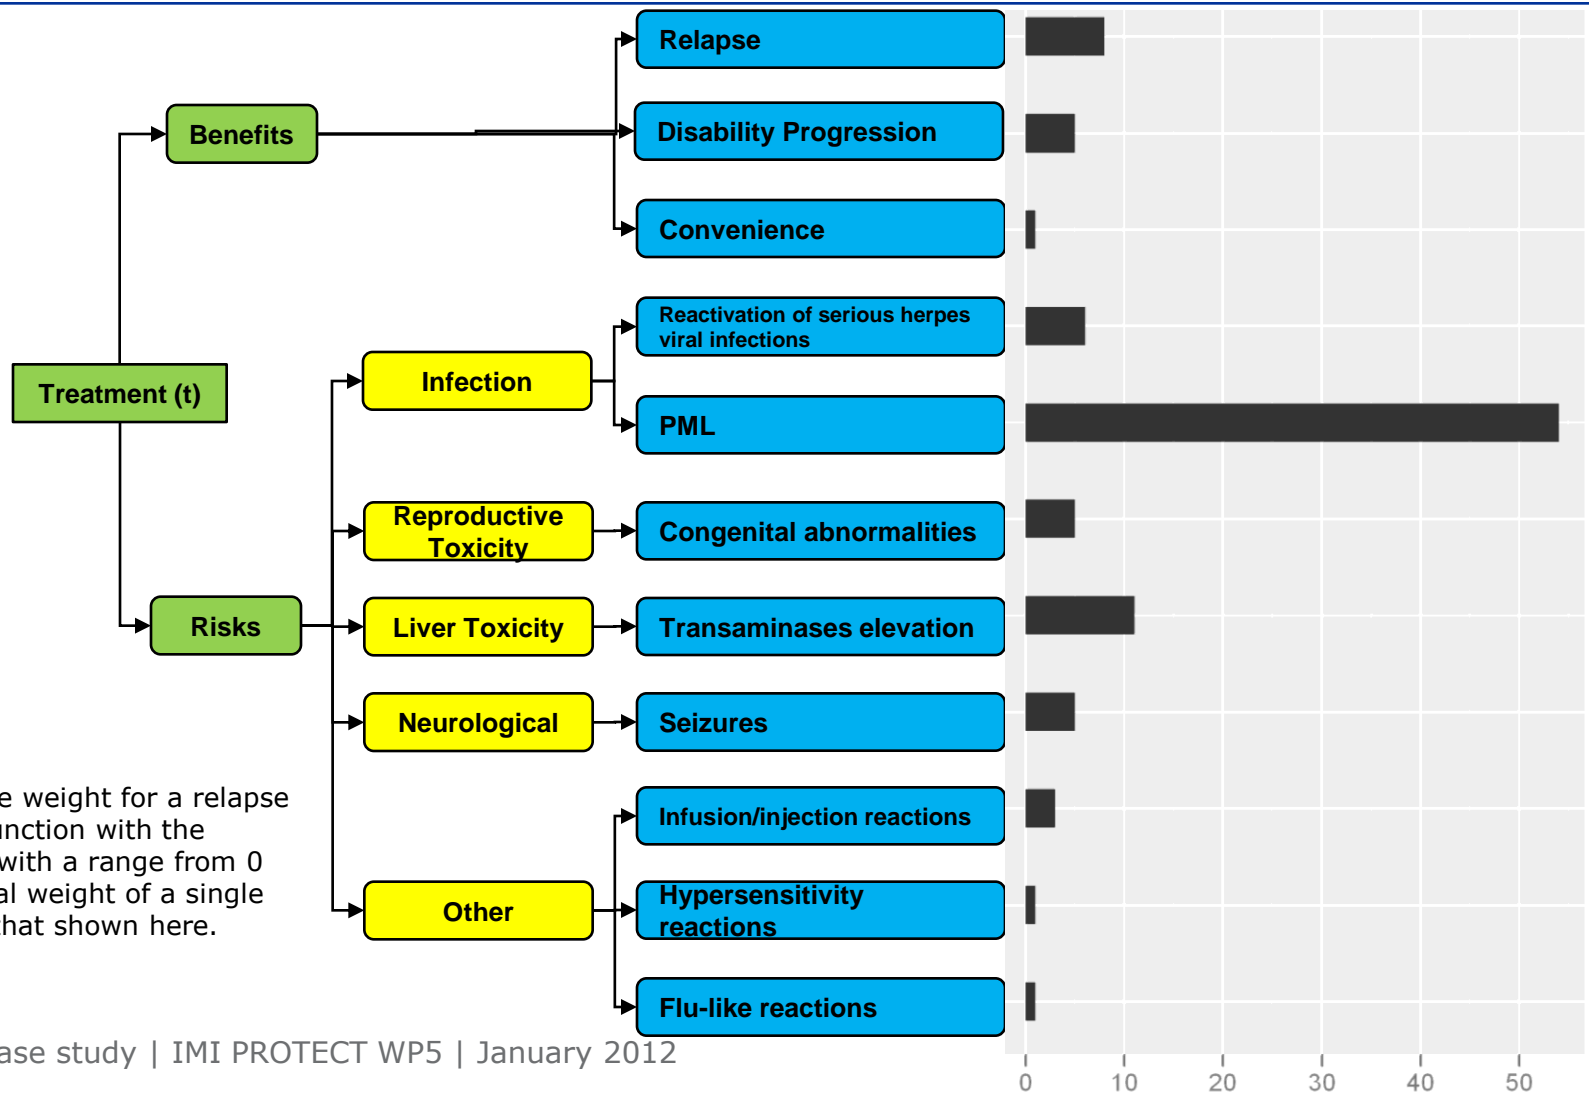 Relapse
Benefits
Disability Progression
Convenience
Reactivation of serious herpes
viral infections
Infection
Treatment (t)
PML
Reproductive
Toxicity
Congenital abnormalities
Risks
Liver Toxicity
Transaminases elevation
Neurological
Seizures
e weight for a relapse
unction with the
with a range from 0
al weight of a single
that shown here.
Infusion/injection reactions
Other
Hypersensitivity
reactions
Flu-like reactions
ase study | IMI PROTECT WP5 | January 2012
0 10 20 30 40 50